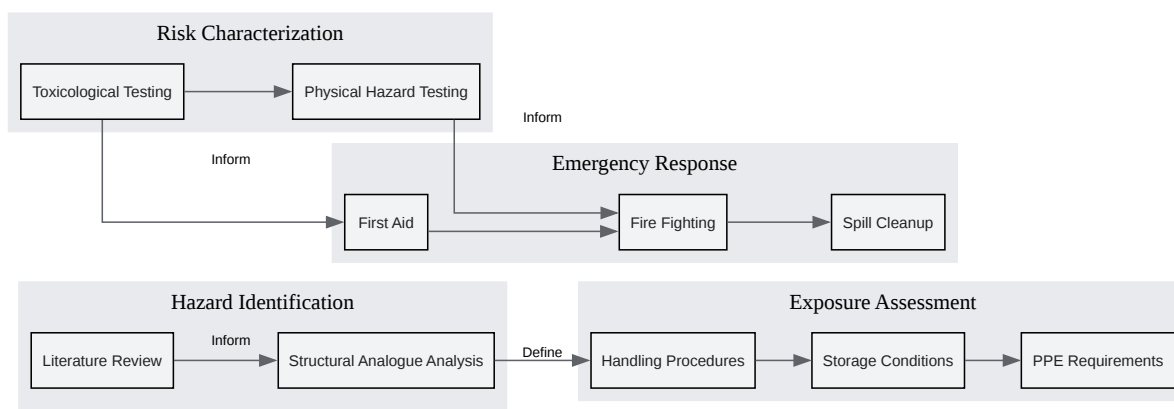 Risk Characterization
Toxicological Testing
Physical Hazard Testing
Inform
Inform
Emergency Response
First Aid
Fire Fighting
Spill Cleanup
Hazard Identification
Exposure Assessment
Literature Review
Inform
Structural Analogue Analysis
Define
Handling Procedures
Storage Conditions
PPE Requirements